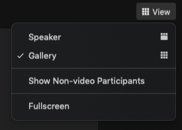 View
Speaker
Gallery
Show Non-video Participants
Fullscreen